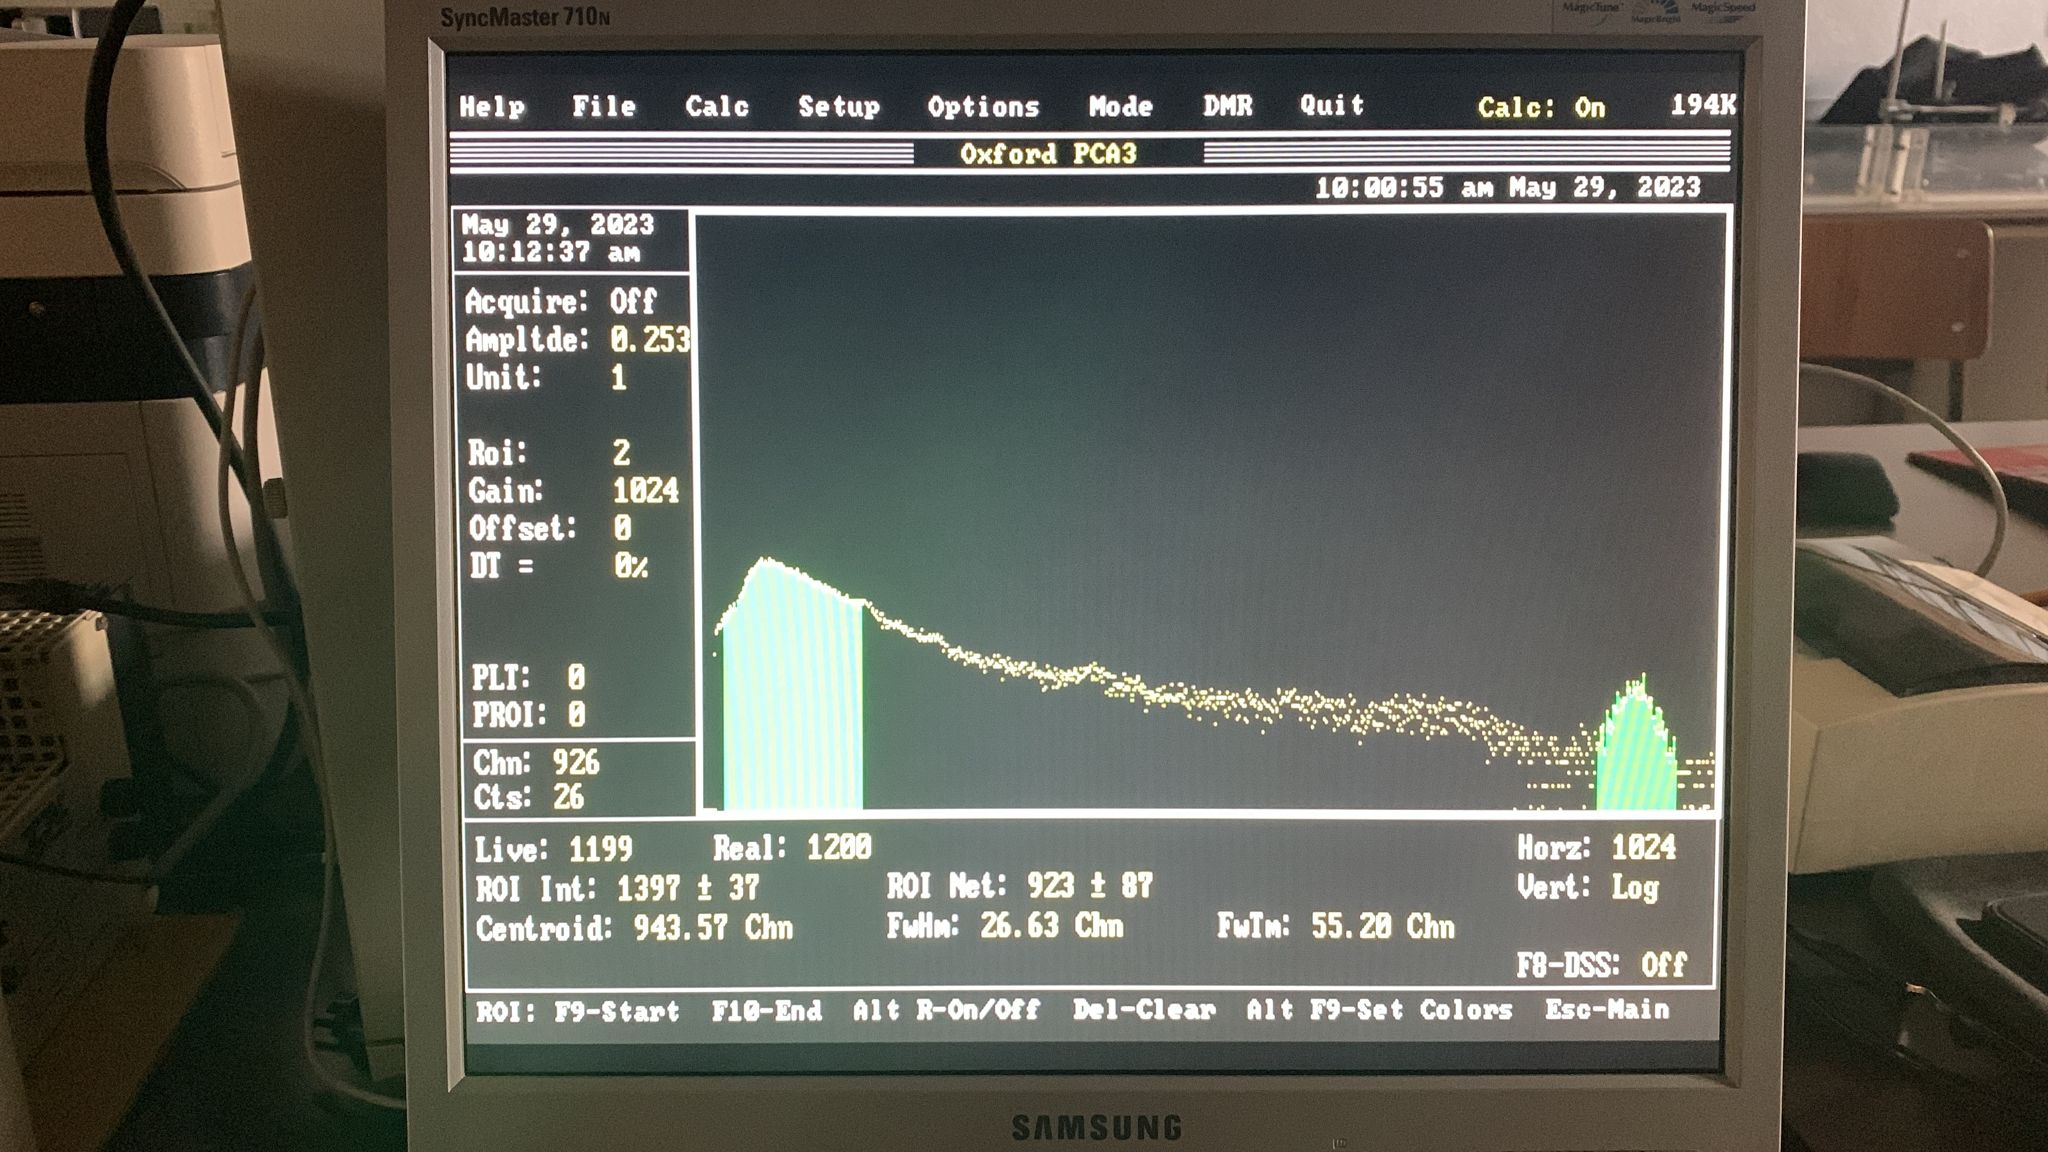 SyncMaster 710N MagicTune MagicBright MagicSpeed
Help File Calc Setup Options Mode DMR Quit Calc: On 194K
Oxford PCA3
10:00:55 am May 29, 2023
May 29, 2023
10:12:37 am
Acquire: Off
Ampltde: 0.253
Unit: 1
Roi: 2
Gain: 1024
Offset: 0
DT = 0%
PLT: 0
PROI: 0
Chn: 926
Cts: 26
Live: 1199 Real: 1200 Horz: 1024
ROI Int: 1397 ± 37 ROI Net: 923 ± 87 Vert: Log
Centroid: 943.57 Chn FwHm: 26.63 Chn FwTm: 55.20 Chn
F8-DSS: Off
ROI: F9-Start F10-End Alt R-On/Off Del-Clear Alt F9-Set Colors Esc-Main
SAMSUNG